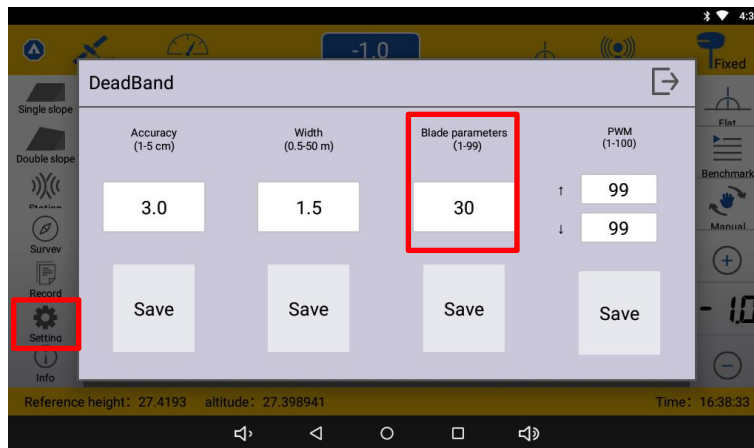 4:3
-1.0
Fixed
DeadBand
Single slope
Double slope
Station
Survey
Record
Setting
Info
Accuracy
(1-5 cm)
Width
(0.5-50 m)
Blade parameters
(1-99)
PWM
(1-100)
3.0
1.5
30
↑ 99
↓ 99
Save
Save
Save
Save
Flat
Benchmark
Manual
- 1.0
Reference height: 27.4193
altitude: 27.398941
Time: 16:38:33